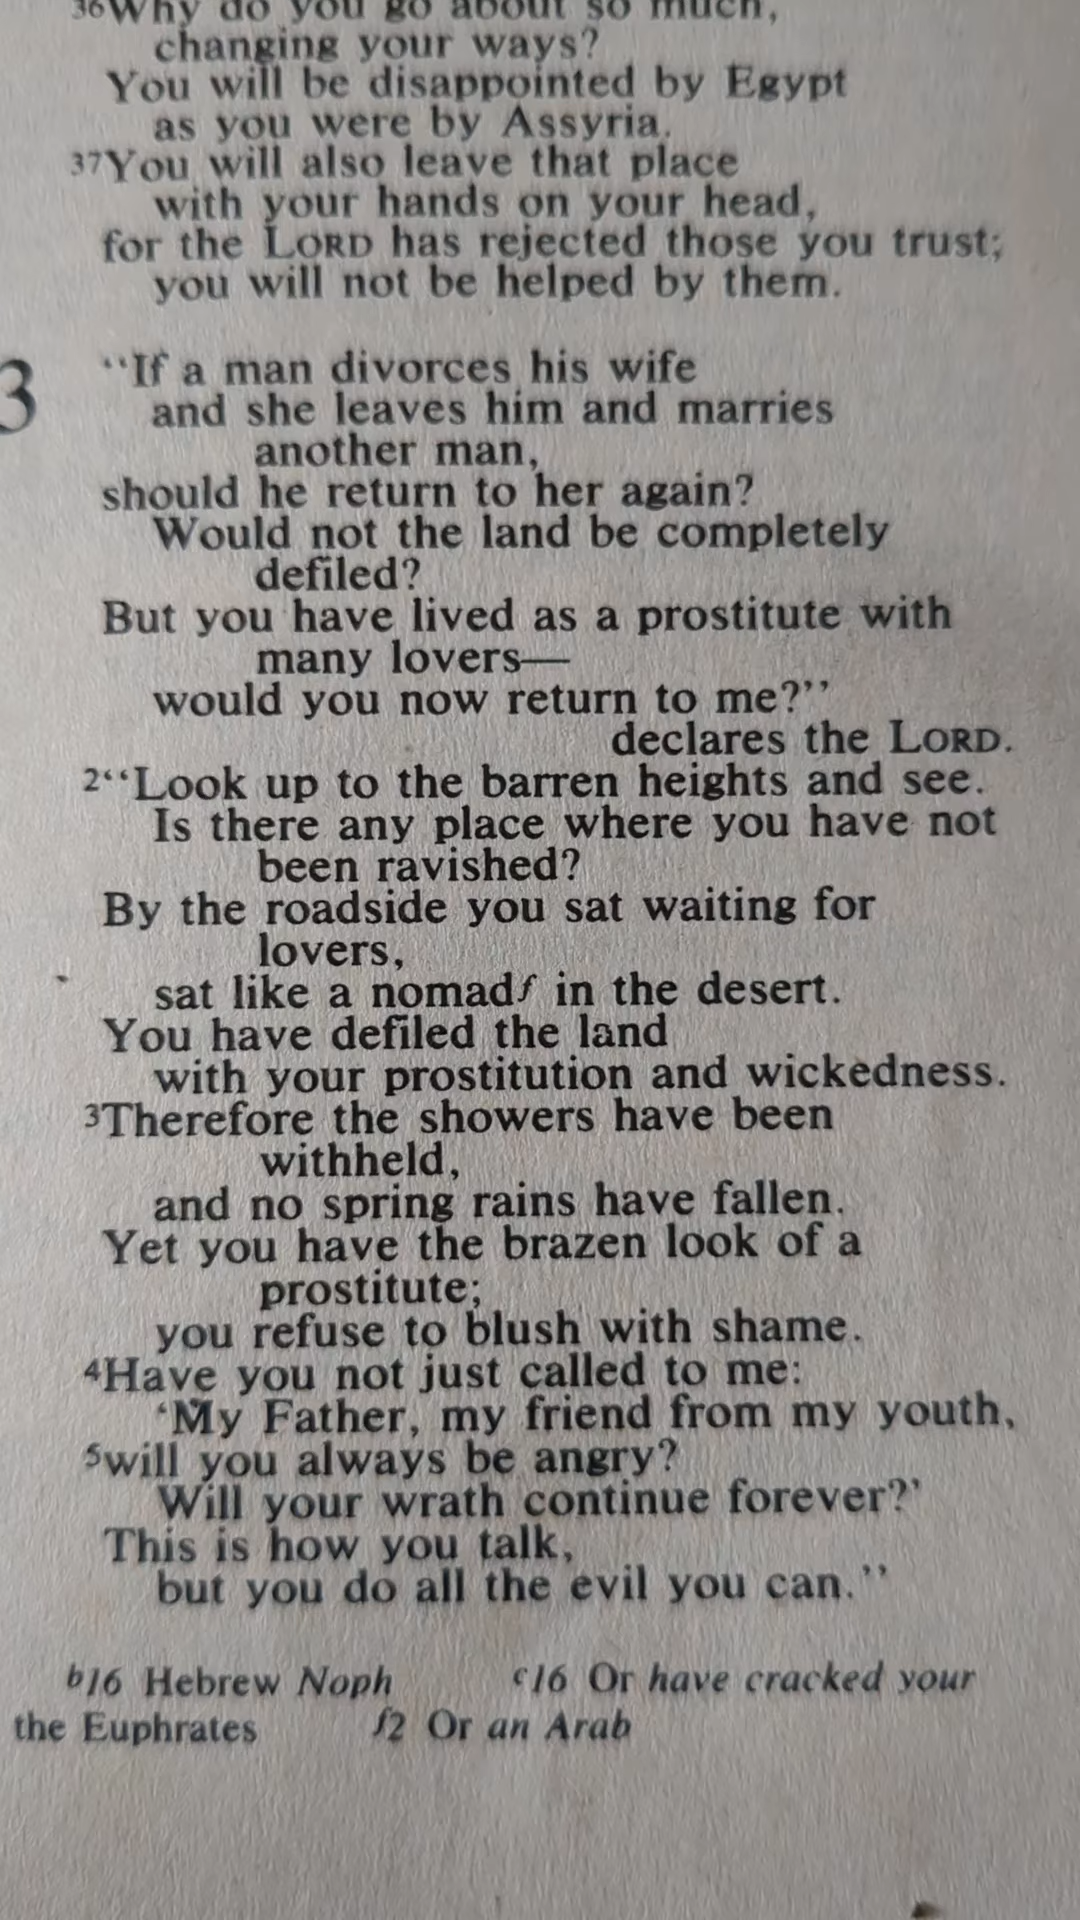 36Why do you go about so much,
changing your ways?
You will be disappointed by Egypt
as you were by Assyria.
37You will also leave that place
with your hands on your head,
for the LORD has rejected those you trust;
you will not be helped by them.
3 “If a man divorces his wife
and she leaves him and marries
another man,
should he return to her again?
Would not the land be completely
defiled?
But you have lived as a prostitute with
many lovers—
would you now return to me?”
declares the LORD.
2“Look up to the barren heights and see.
Is there any place where you have not
been ravished?
By the roadside you sat waiting for
lovers,
sat like a nomadf in the desert.
You have defiled the land
with your prostitution and wickedness.
3Therefore the showers have been
withheld,
and no spring rains have fallen.
Yet you have the brazen look of a
prostitute;
you refuse to blush with shame.
4Have you not just called to me:
‘My Father, my friend from my youth,
5will you always be angry?
Will your wrath continue forever?’
This is how you talk,
but you do all the evil you can.”
b16 Hebrew Noph c16 Or have cracked your
the Euphrates f2 Or an Arab